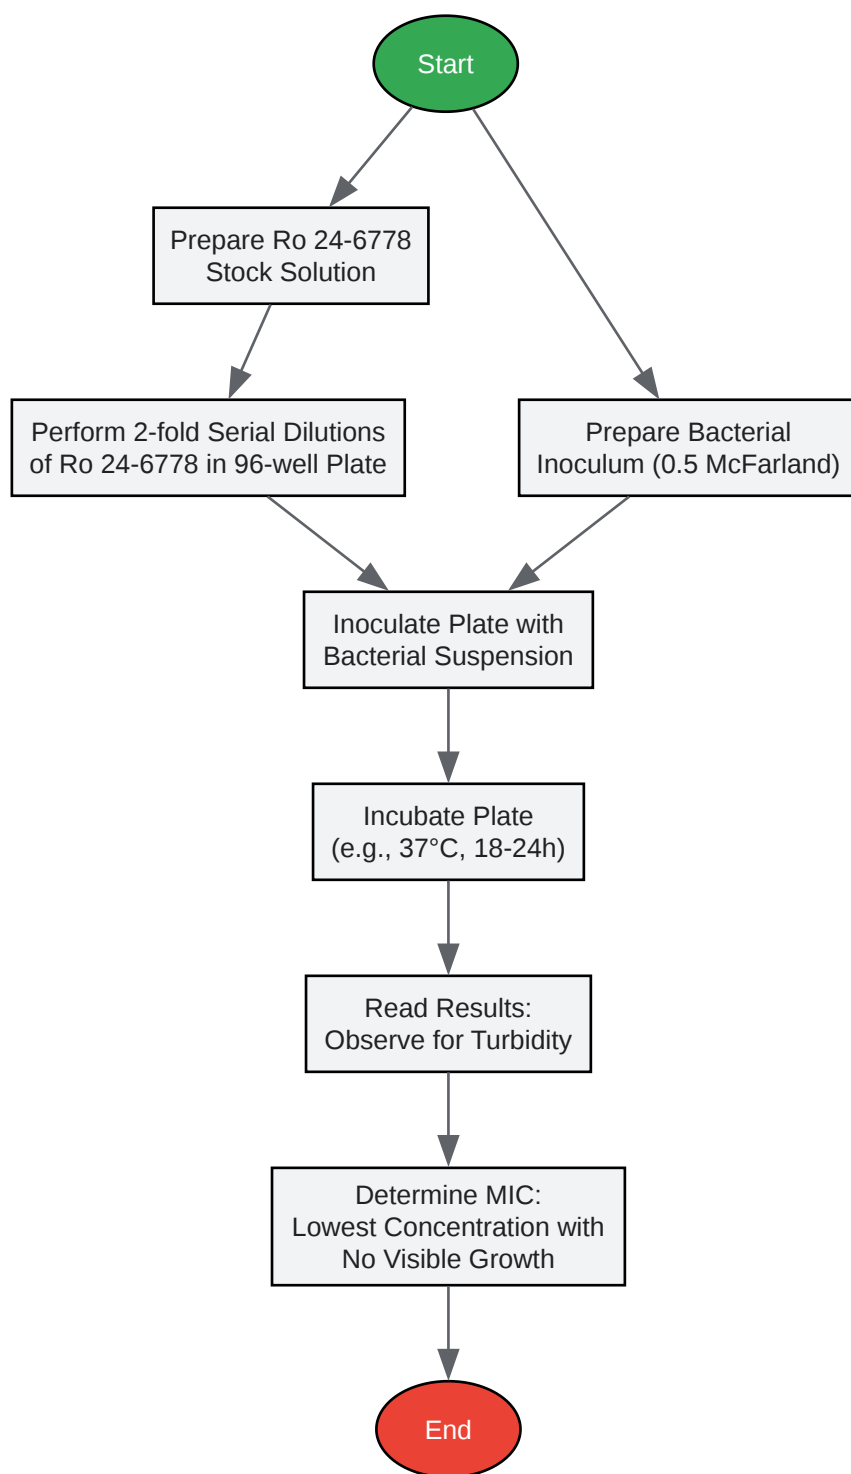 Start
Prepare Ro 24-6778
Stock Solution
Perform 2-fold Serial Dilutions
of Ro 24-6778 in 96-well Plate
Prepare Bacterial
Inoculum (0.5 McFarland)
Inoculate Plate with
Bacterial Suspension
Incubate Plate
(e.g., 37°C, 18-24h)
Read Results:
Observe for Turbidity
Determine MIC:
Lowest Concentration with
No Visible Growth
End